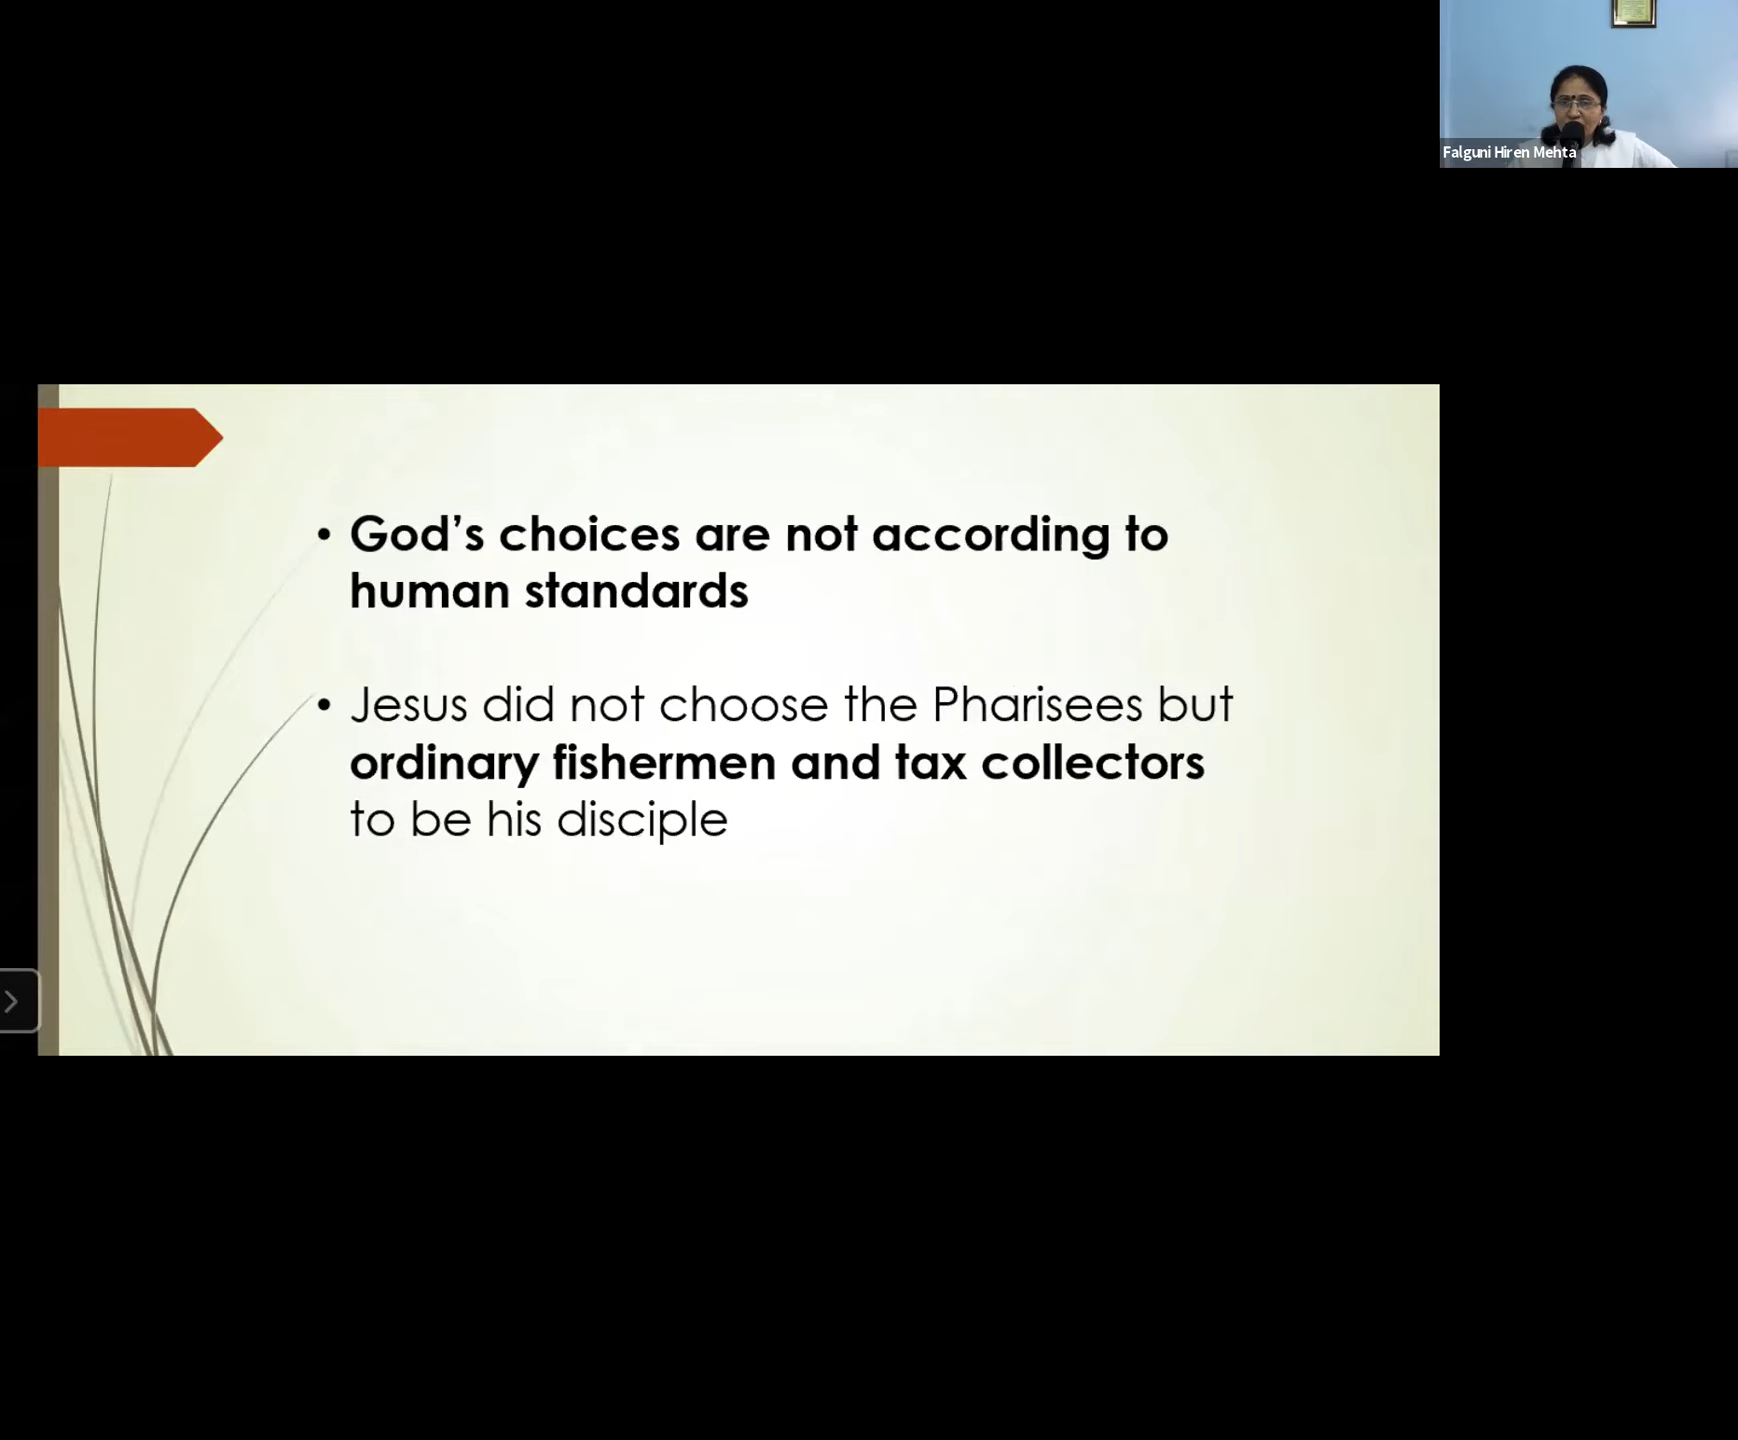 Falguni Hiren Mehta
• God’s choices are not according to
human standards
• Jesus did not choose the Pharisees but
ordinary fishermen and tax collectors
to be his disciple